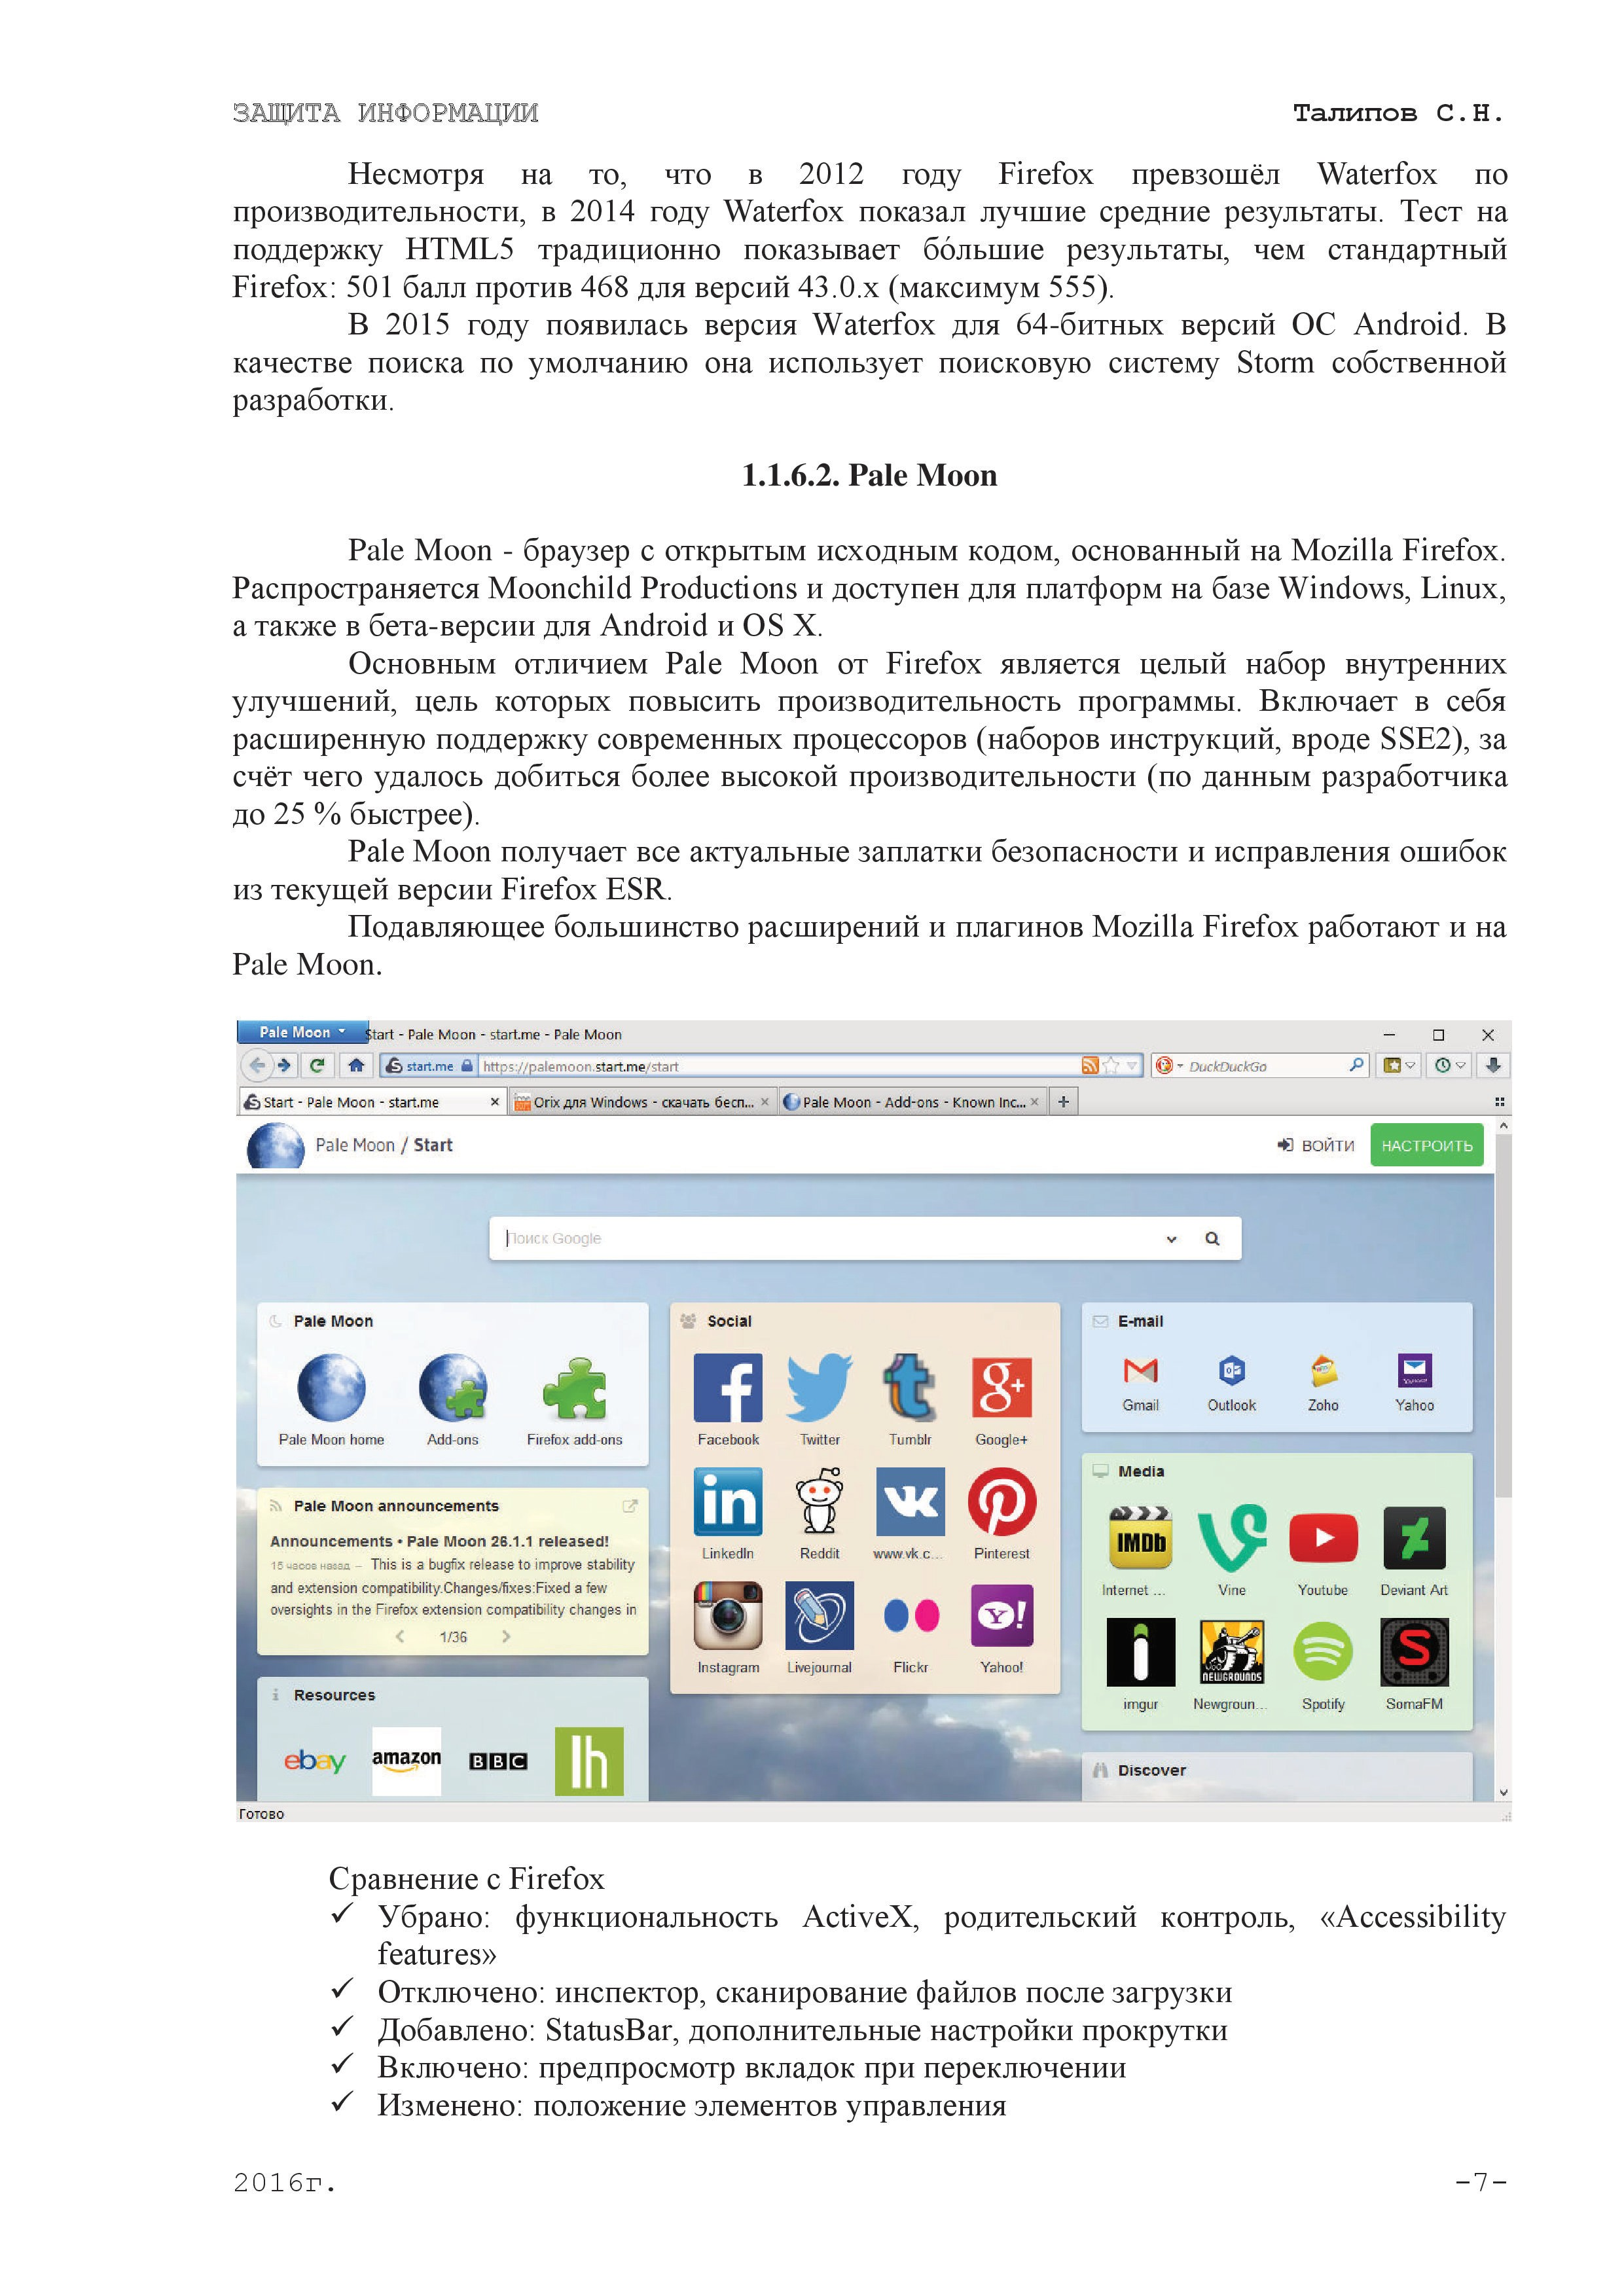 ЗАЩИТА ИНФОРМАЦИИ Талипов С.Н.
Несмотря на то, что в 2012 году Firefox превзошёл Waterfox по
производительности, в 2014 году Waterfox показал лучшие средние результаты. Тест на
поддержку HTML5 традиционно показывает бо́льшие результаты, чем стандартный
Firefox: 501 балл против 468 для версий 43.0.x (максимум 555).
В 2015 году появилась версия Waterfox для 64-битных версий ОС Android. В
качестве поиска по умолчанию она использует поисковую систему Storm собственной
разработки.
1.1.6.2. Pale Moon
Pale Moon - браузер с открытым исходным кодом, основанный на Mozilla Firefox.
Распространяется Moonchild Productions и доступен для платформ на базе Windows, Linux,
а также в бета-версии для Android и OS X.
Основным отличием Pale Moon от Firefox является целый набор внутренних
улучшений, цель которых повысить производительность программы. Включает в себя
расширенную поддержку современных процессоров (наборов инструкций, вроде SSE2), за
счёт чего удалось добиться более высокой производительности (по данным разработчика
до 25 % быстрее).
Pale Moon получает все актуальные заплатки безопасности и исправления ошибок
из текущей версии Firefox ESR.
Подавляющее большинство расширений и плагинов Mozilla Firefox работают и на
Pale Moon.
Pale Moon Start - Pale Moon - start.me - Pale Moon
start.me https://palemoon.start.me/start DuckDuckGo
Start - Pale Moon - start.me Orix для Windows - скачать бесп... Pale Moon - Add-ons - Known Inc...
Pale Moon / Start ВОЙТИ НАСТРОИТЬ
Поиск Google
Pale Moon
Pale Moon home Add-ons Firefox add-ons
Pale Moon announcements
Announcements • Pale Moon 26.1.1 released!
15 часов назад – This is a bugfix release to improve stability
and extension compatibility.Changes/fixes:Fixed a few
oversights in the Firefox extension compatibility changes in
1/36
Resources
ebay amazon BBC lh
Social
Facebook Twitter Tumblr Google+
LinkedIn Reddit www.vk.c... Pinterest
Instagram Livejournal Flickr Yahoo!
E-mail
Gmail Outlook Zoho Yahoo
Media
IMDb
Internet ... Vine Youtube Deviant Art
NEWGROUNDS
imgur Newgroun... Spotify SomaFM
Discover
Готово
Сравнение с Firefox
✓ Убрано: функциональность ActiveX, родительский контроль, «Accessibility
features»
✓ Отключено: инспектор, сканирование файлов после загрузки
✓ Добавлено: StatusBar, дополнительные настройки прокрутки
✓ Включено: предпросмотр вкладок при переключении
✓ Изменено: положение элементов управления
2016г. -7-